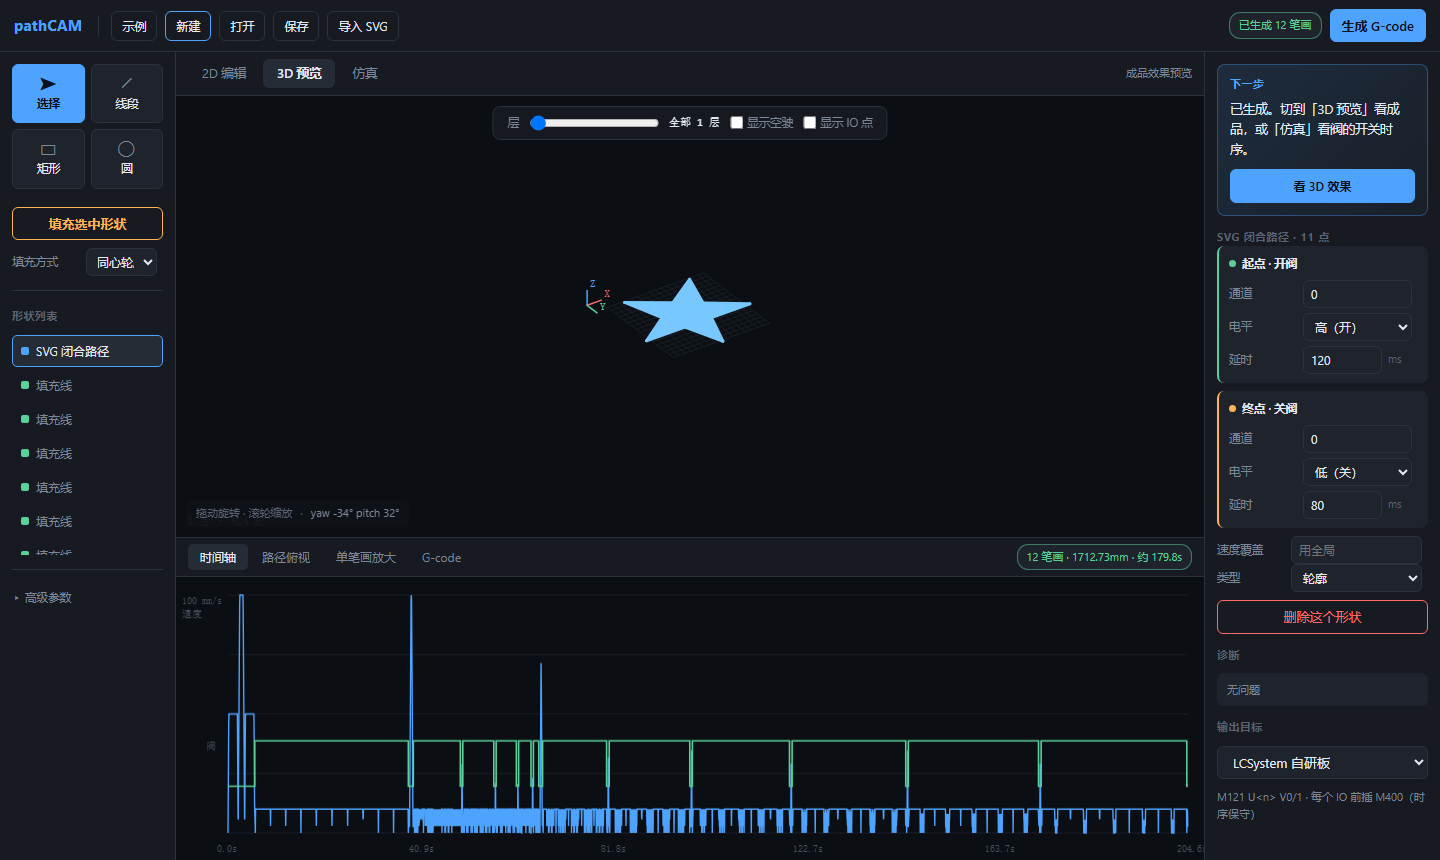 pathCAM
示例
新建
打开
保存
导入 SVG
已生成 12 笔画
生成 G-code
选择
线段
矩形
圆
填充选中形状
填充方式
同心轮
形状列表
SVG 闭合路径
填充线
填充线
填充线
填充线
填充线
填充线
▸ 高级参数
2D 编辑
3D 预览
仿真
成品效果预览
层
全部 1 层
显示空驶
显示 IO 点
Z
X
Y
拖动旋转 · 滚轮缩放 · yaw -34° pitch 32°
时间轴
路径俯视
单笔画放大
G-code
12 笔画 · 1712.73mm · 约 179.8s
100 mm/s
速度
阀
0.0s
40.9s
81.8s
122.7s
163.7s
204.6s
下一步
已生成。切到「3D 预览」看成
品，或「仿真」看阀的开关时
序。
看 3D 效果
SVG 闭合路径 · 11 点
起点 · 开阀
通道
0
电平
高（开）
延时
120
ms
终点 · 关阀
通道
0
电平
低（关）
延时
80
ms
速度覆盖
用全局
类型
轮廓
删除这个形状
诊断
无问题
输出目标
LCSystem 自研板
M121 U<n> V0/1 · 每个 IO 前插 M400（时
序保守）